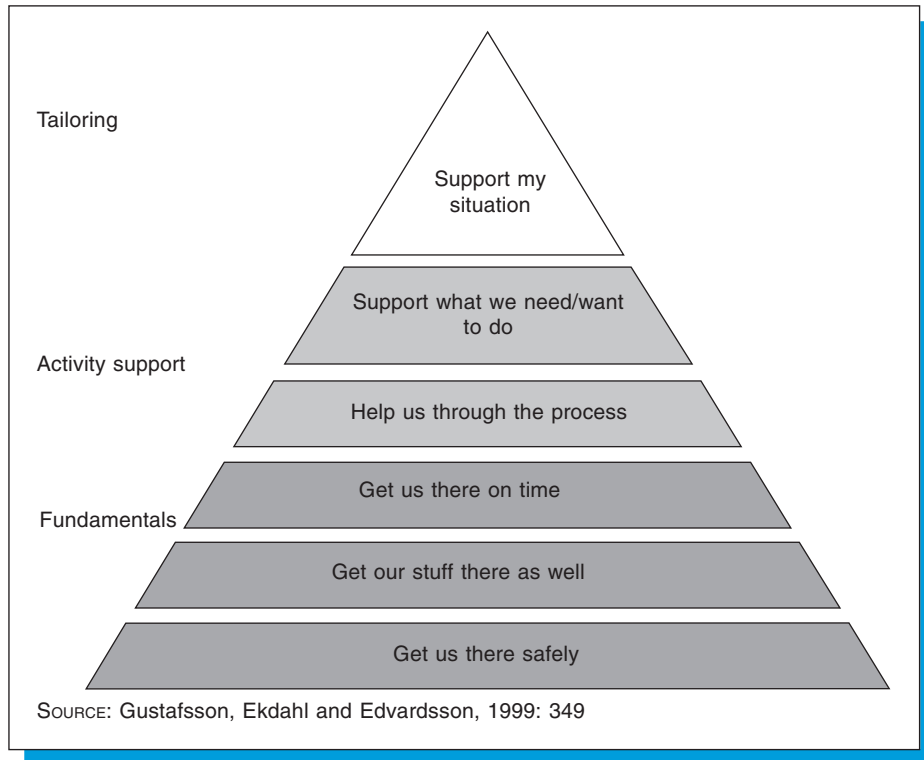 Tailoring
Support my
situation
Support what we need/want
to do
Activity support
Help us through the process
Get us there on time
Fundamentals
Get our stuff there as well
Get us there safely
SOURCE: Gustafsson, Ekdahl and Edvardsson, 1999: 349